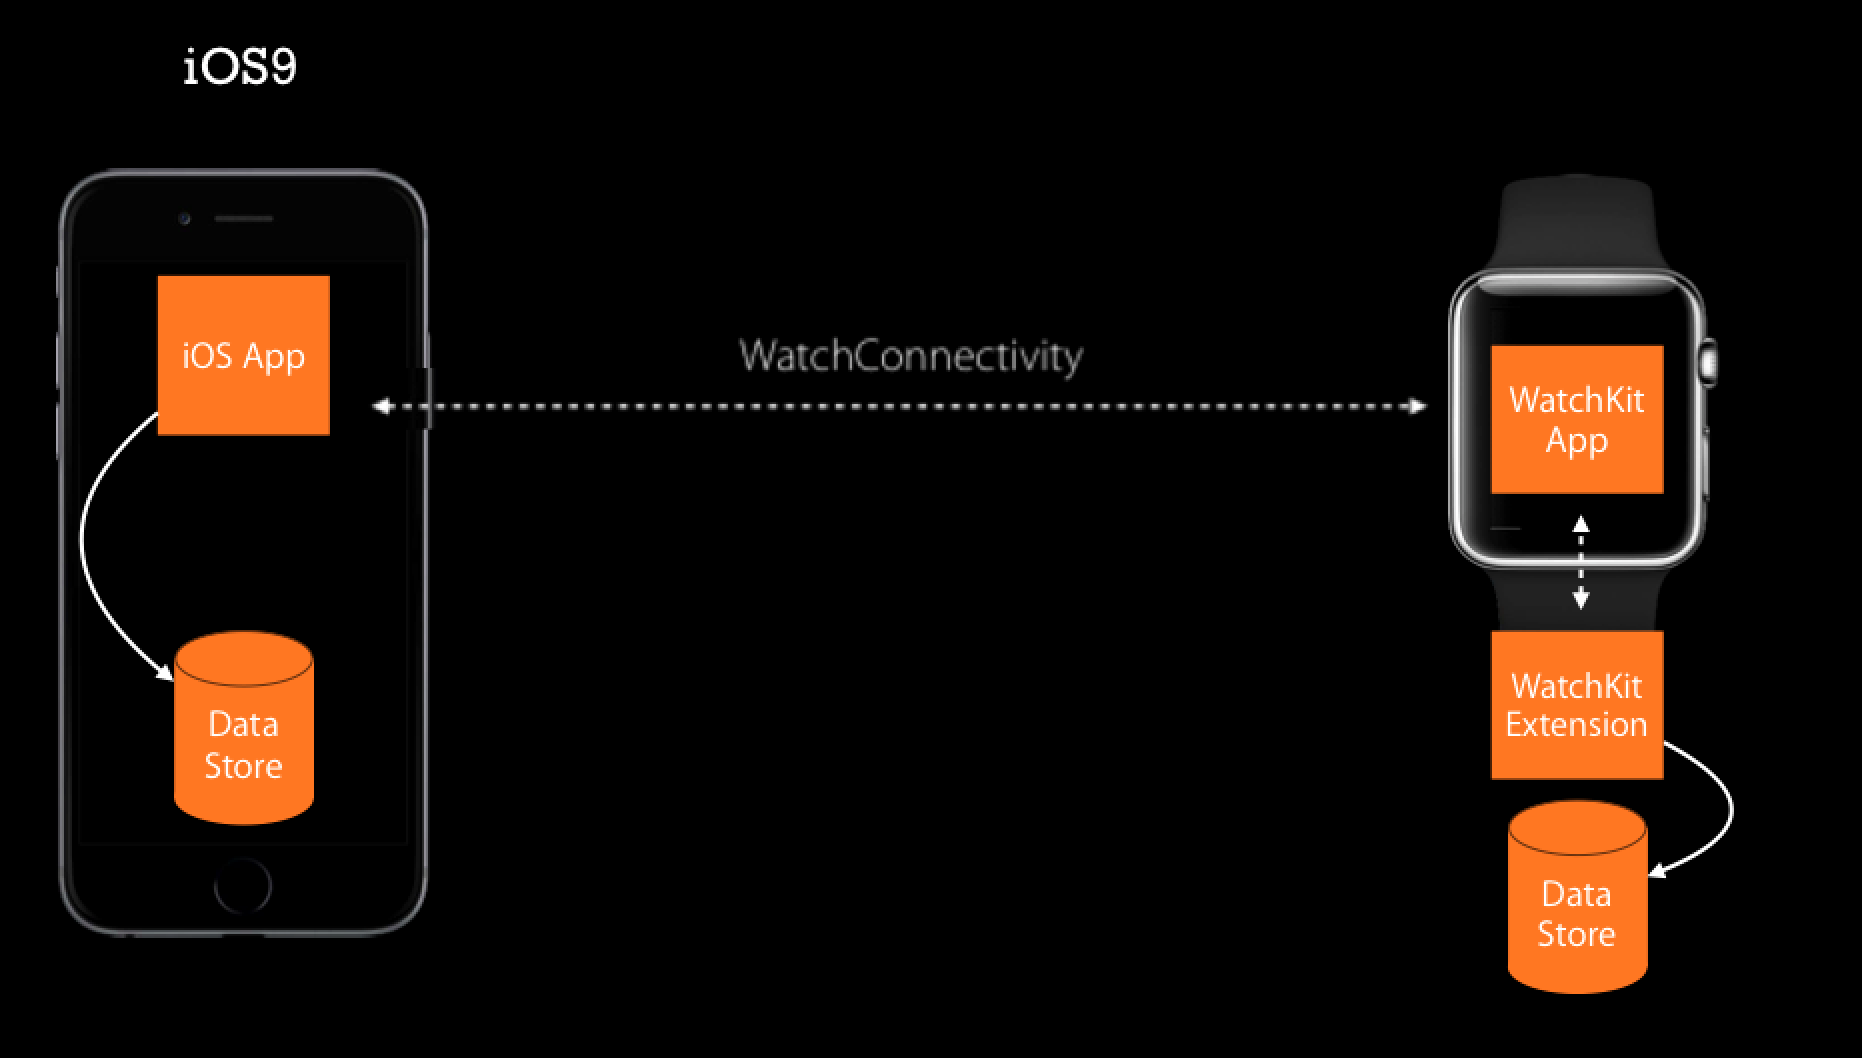 iOS9
iOS App
WatchConnectivity
WatchKit
App
WatchKit
Extension
Data
Store
Data
Store